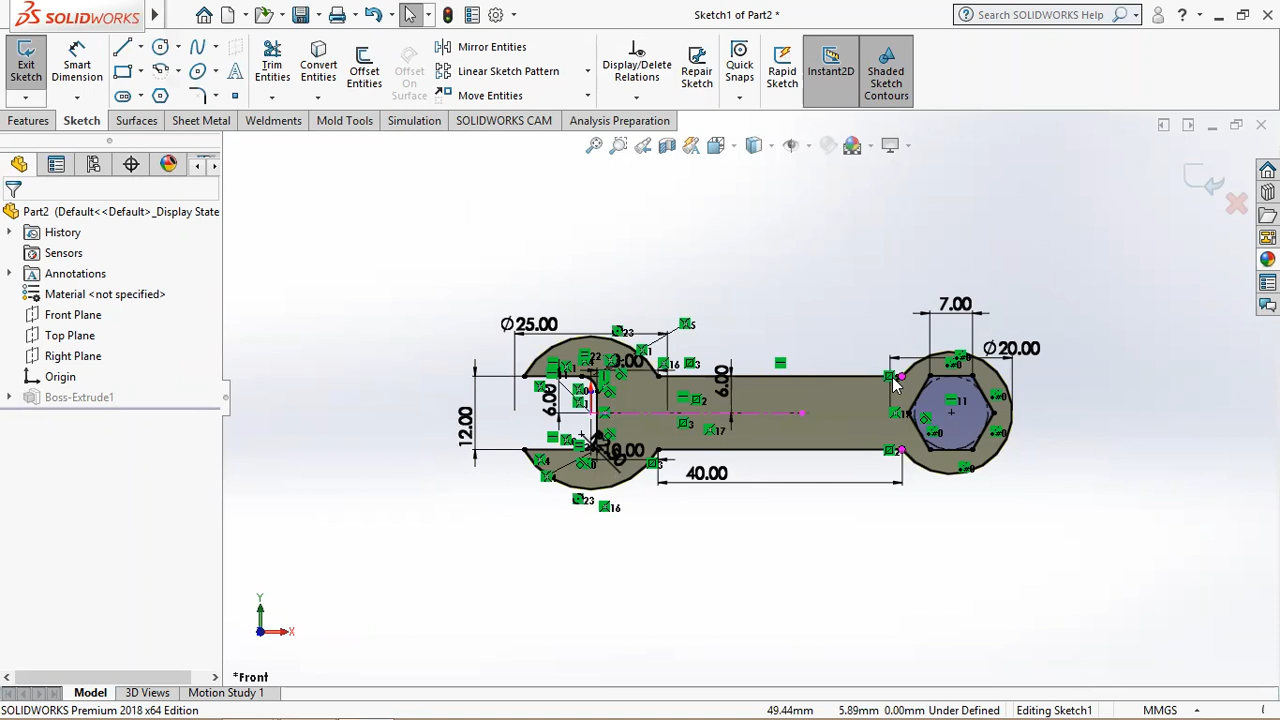 SOLIDWORKS
Sketch1 of Part2 *
Search SOLIDWORKS Help
Exit Sketch
Smart Dimension
Trim Entities
Convert Entities
Offset Entities
Offset On Surface
Mirror Entities
Linear Sketch Pattern
Move Entities
Display/Delete Relations
Repair Sketch
Quick Snaps
Rapid Sketch
Instant2D
Shaded Sketch Contours
Features
Sketch
Surfaces
Sheet Metal
Weldments
Mold Tools
Simulation
SOLIDWORKS CAM
Analysis Preparation
Part2 (Default<<Default>_Display State
History
Sensors
Annotations
Material <not specified>
Front Plane
Top Plane
Right Plane
Origin
Boss-Extrude1
7.00
Ø25.00
Ø20.00
6.00
6.00
12.00
40.00
Y
X
*Front
Model
3D Views
Motion Study 1
SOLIDWORKS Premium 2018 x64 Edition
49.44mm
5.89mm
0.00mm
Under Defined
Editing Sketch1
MMGS